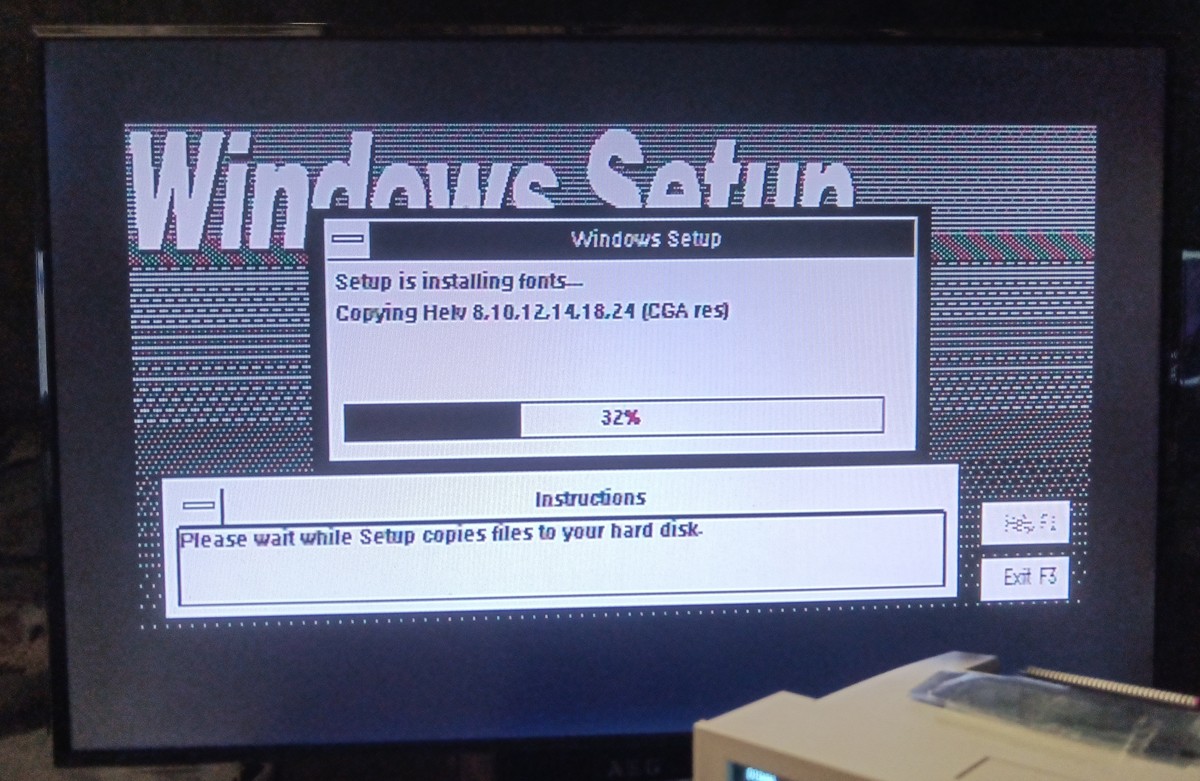 Windows Setup
Windows Setup
Setup is installing fonts...
Copying Helv 8,10,12,14,18,24 (CGA res)
32%
Instructions
Please wait while Setup copies files to your hard disk.
Help F1
Exit F3
AEG